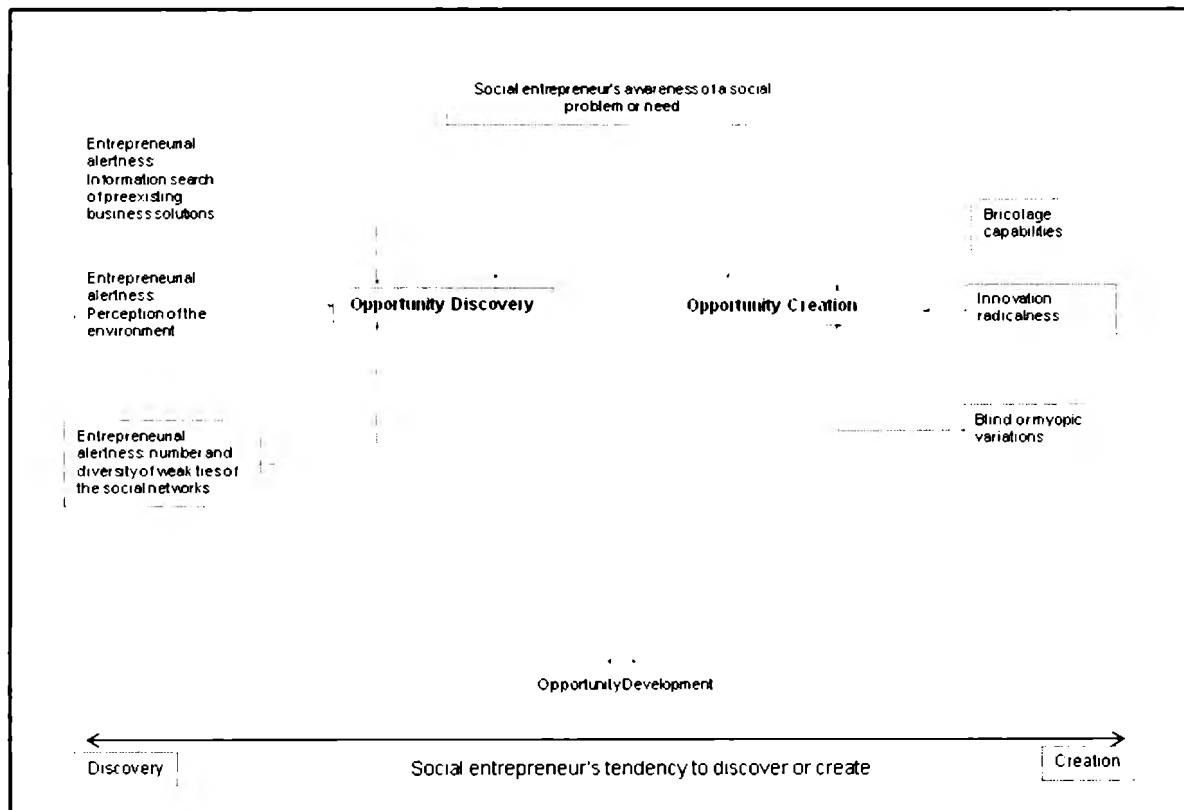 Social entrepreneur's awareness of a social
problem or need
Entrepreneurial
alertness
Information search
of preexisting
business solutions
Bricolage
capabilities
Entrepreneurial
alertness
Perception of the
environment
Opportunity Discovery
Opportunity Creation
Innovation
radicalness
Entrepreneurial
alertness number and
diversity of weak ties of
the social networks
Blind or myopic
variations
Opportunity Development
Discovery
Social entrepreneur's tendency to discover or create
Creation